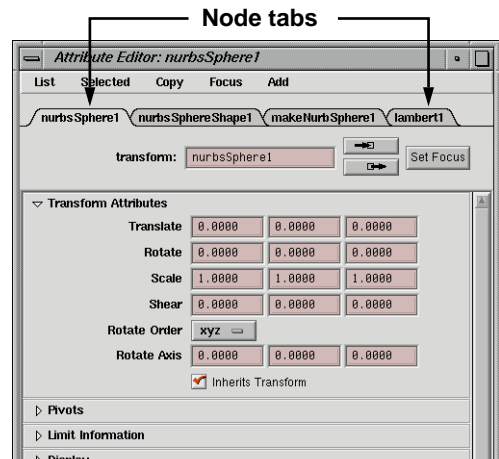 Node tabs
Attribute Editor: nurbsSphere1
List Selected Copy Focus Add
nurbsSphere1 nurbsSphereShape1 makeNurbSphere1 lambert1
transform: nurbsSphere1 Set Focus
Transform Attributes
Translate 0.0000 0.0000 0.0000
Rotate 0.0000 0.0000 0.0000
Scale 1.0000 1.0000 1.0000
Shear 0.0000 0.0000 0.0000
Rotate Order xyz
Rotate Axis 0.0000 0.0000 0.0000
Inherits Transform
Pivots
Limit Information
Display